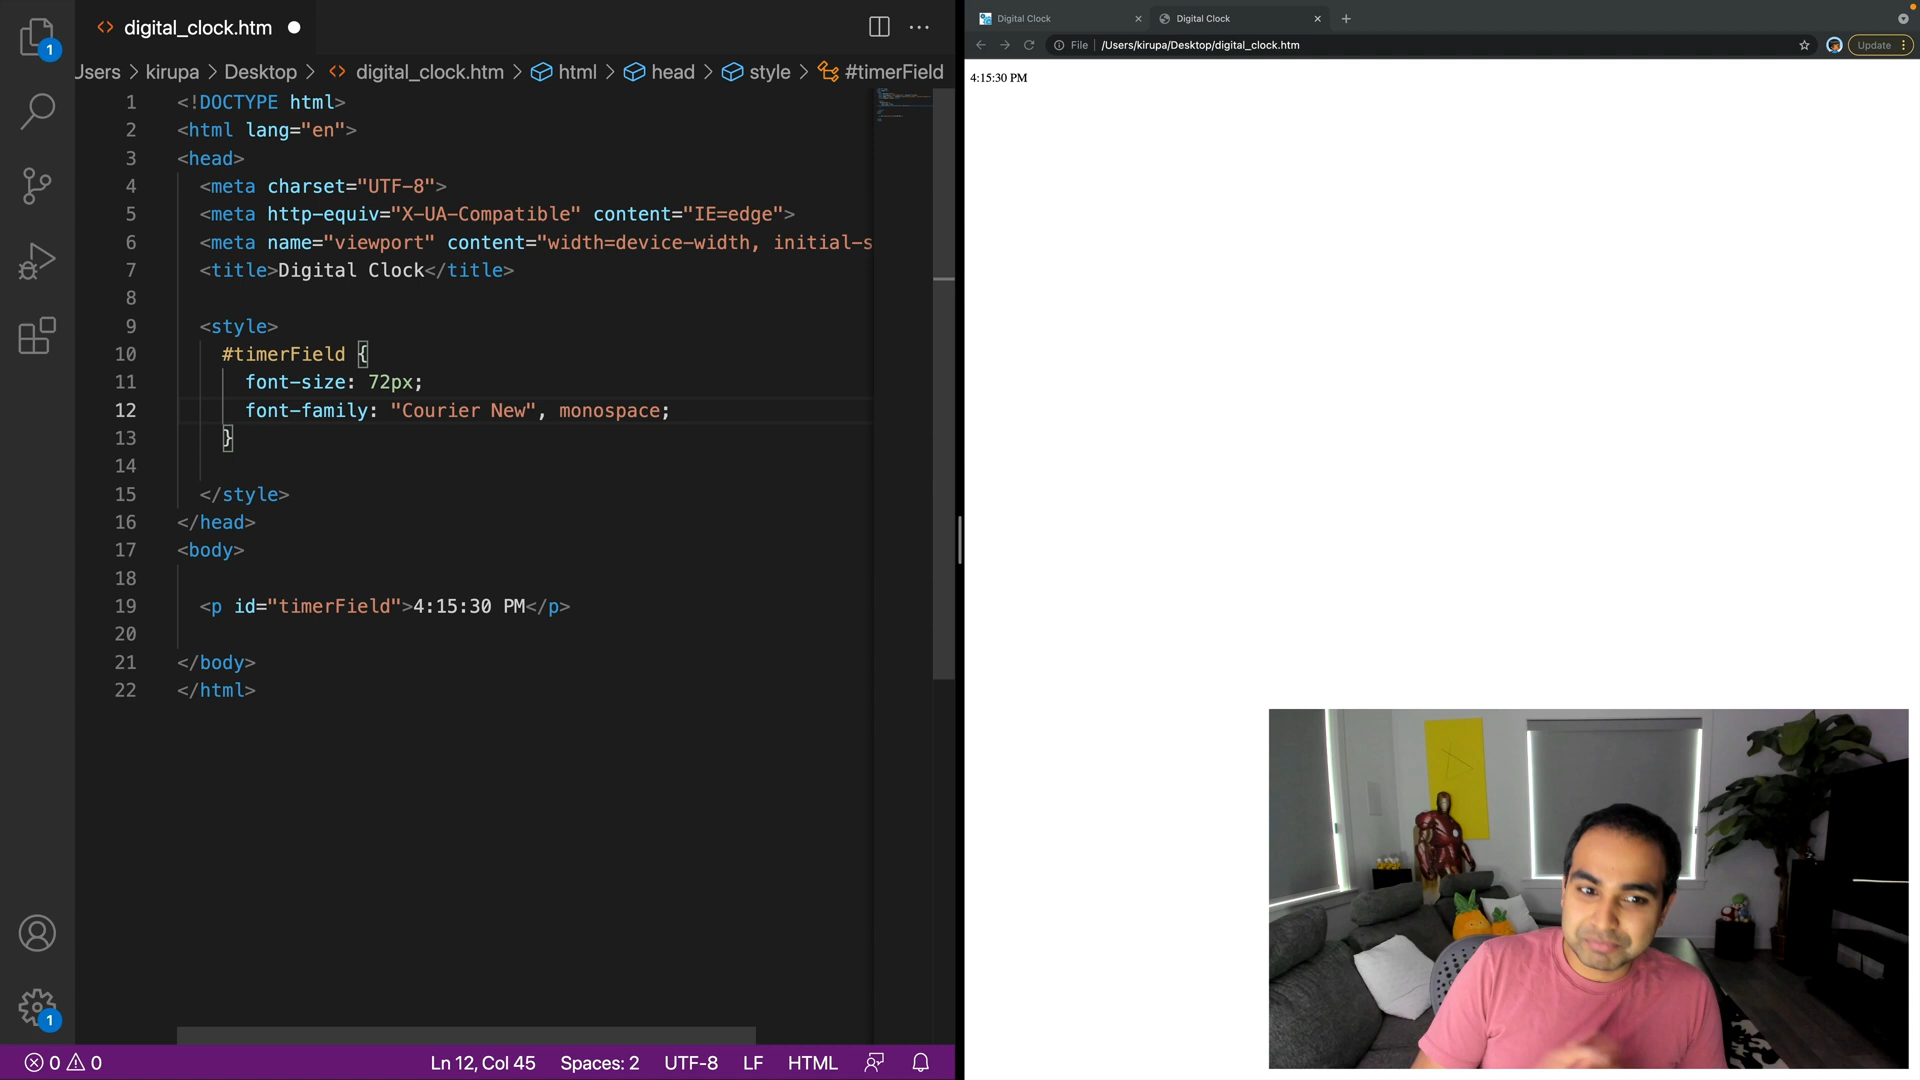 digital_clock.htm
Users > kirupa > Desktop > <> digital_clock.htm > html > head > style > #timerField
1 <!DOCTYPE html>
2 <html lang="en">
3 <head>
4 <meta charset="UTF-8">
5 <meta http-equiv="X-UA-Compatible" content="IE=edge">
6 <meta name="viewport" content="width=device-width, initial-s
7 <title>Digital Clock</title>
8
9 <style>
10 #timerField {
11 font-size: 72px;
12 font-family: "Courier New", monospace;
13 }
14
15 </style>
16 </head>
17 <body>
18
19 <p id="timerField">4:15:30 PM</p>
20
21 </body>
22 </html>
1
1
0 0 Ln 12, Col 45 Spaces: 2 UTF-8 LF HTML
Digital Clock Digital Clock
File /Users/kirupa/Desktop/digital_clock.htm Update
4:15:30 PM